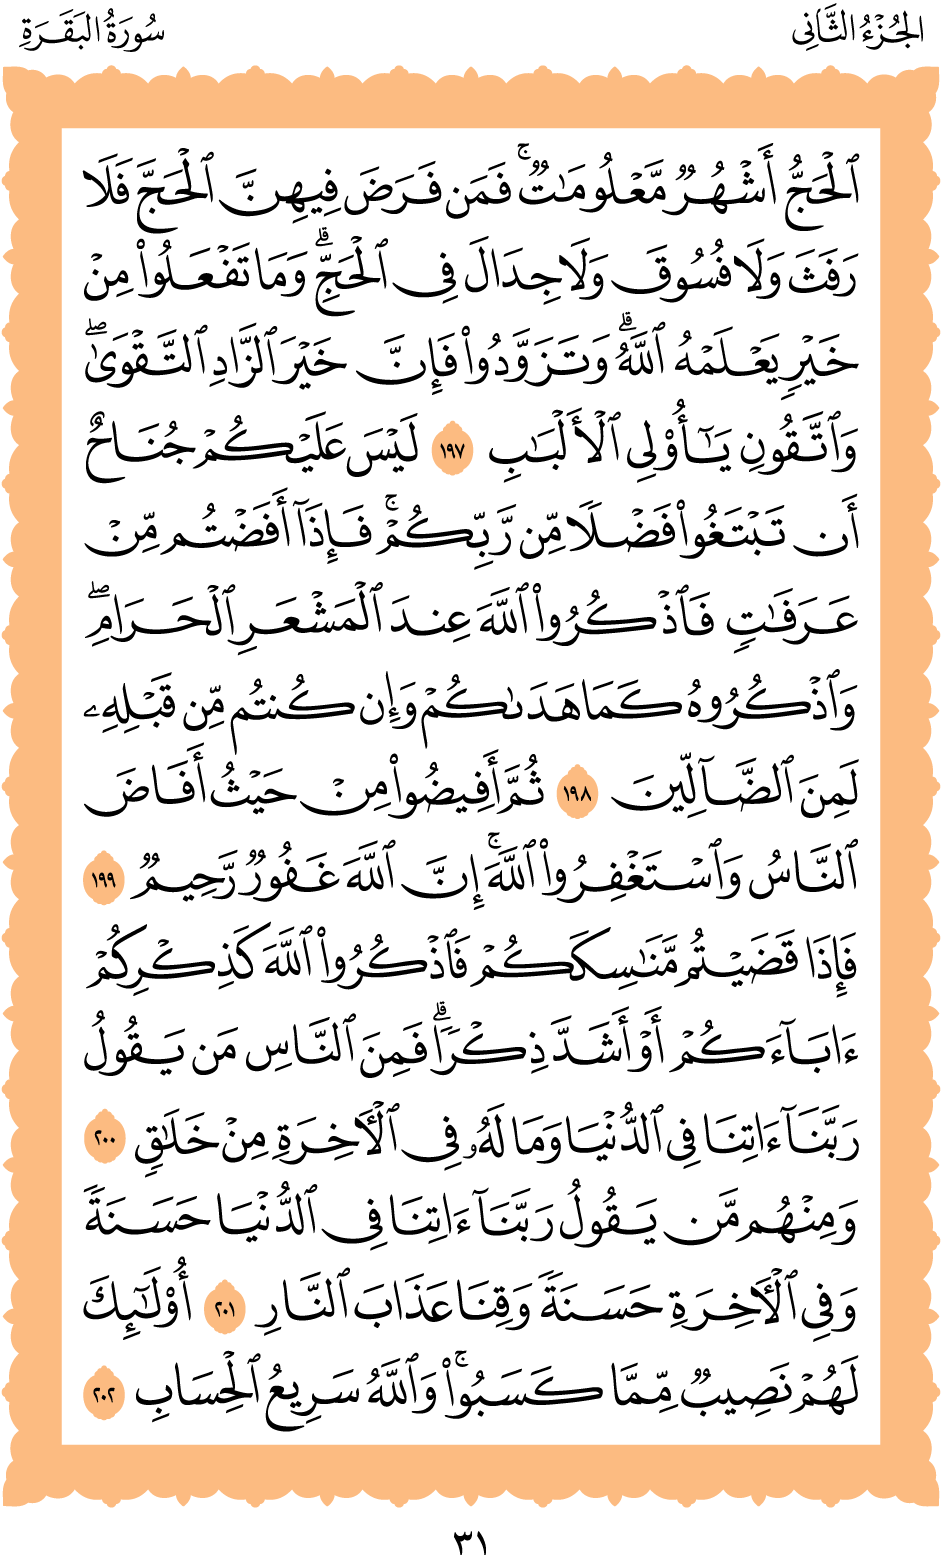 الجُزْءُ الثَّانِى
سُورَةُ البَقَرَةِ
ٱلْحَجُّ أَشْهُرٌ مَّعْلُومَٰتٌ ۚ فَمَن فَرَضَ فِيهِنَّ ٱلْحَجَّ فَلَا
رَفَثَ وَلَا فُسُوقَ وَلَا جِدَالَ فِى ٱلْحَجِّ ۗ وَمَا تَفْعَلُوا۟ مِنْ
خَيْرٍ يَعْلَمْهُ ٱللَّهُ ۗ وَتَزَوَّدُوا۟ فَإِنَّ خَيْرَ ٱلزَّادِ ٱلتَّقْوَىٰ ۖ
وَٱتَّقُونِ يَٰٓأُو۟لِى ٱلْأَلْبَٰبِ ١٩٧ لَيْسَ عَلَيْكُمْ جُنَاحٌ
أَن تَبْتَغُوا۟ فَضْلًا مِّن رَّبِّكُمْ ۚ فَإِذَآ أَفَضْتُم مِّنْ
عَرَفَٰتٍ فَٱذْكُرُوا۟ ٱللَّهَ عِندَ ٱلْمَشْعَرِ ٱلْحَرَامِ ۖ
وَٱذْكُرُوهُ كَمَا هَدَىٰكُمْ وَإِن كُنتُم مِّن قَبْلِهِۦ
لَمِنَ ٱلضَّآلِّينَ ١٩٨ ثُمَّ أَفِيضُوا۟ مِنْ حَيْثُ أَفَاضَ
ٱلنَّاسُ وَٱسْتَغْفِرُوا۟ ٱللَّهَ ۚ إِنَّ ٱللَّهَ غَفُورٌ رَّحِيمٌ ١٩٩
فَإِذَا قَضَيْتُم مَّنَٰسِكَكُمْ فَٱذْكُرُوا۟ ٱللَّهَ كَذِكْرِكُمْ
ءَابَآءَكُمْ أَوْ أَشَدَّ ذِكْرًا ۗ فَمِنَ ٱلنَّاسِ مَن يَقُولُ
رَبَّنَآ ءَاتِنَا فِى ٱلدُّنْيَا وَمَا لَهُۥ فِى ٱلْءَاخِرَةِ مِنْ خَلَٰقٍ ٢٠٠
وَمِنْهُم مَّن يَقُولُ رَبَّنَآ ءَاتِنَا فِى ٱلدُّنْيَا حَسَنَةً
وَفِى ٱلْءَاخِرَةِ حَسَنَةً وَقِنَا عَذَابَ ٱلنَّارِ ٢٠١ أُو۟لَٰٓئِكَ
لَهُمْ نَصِيبٌ مِّمَّا كَسَبُوا۟ ۚ وَٱللَّهُ سَرِيعُ ٱلْحِسَابِ ٢٠٢
٣١